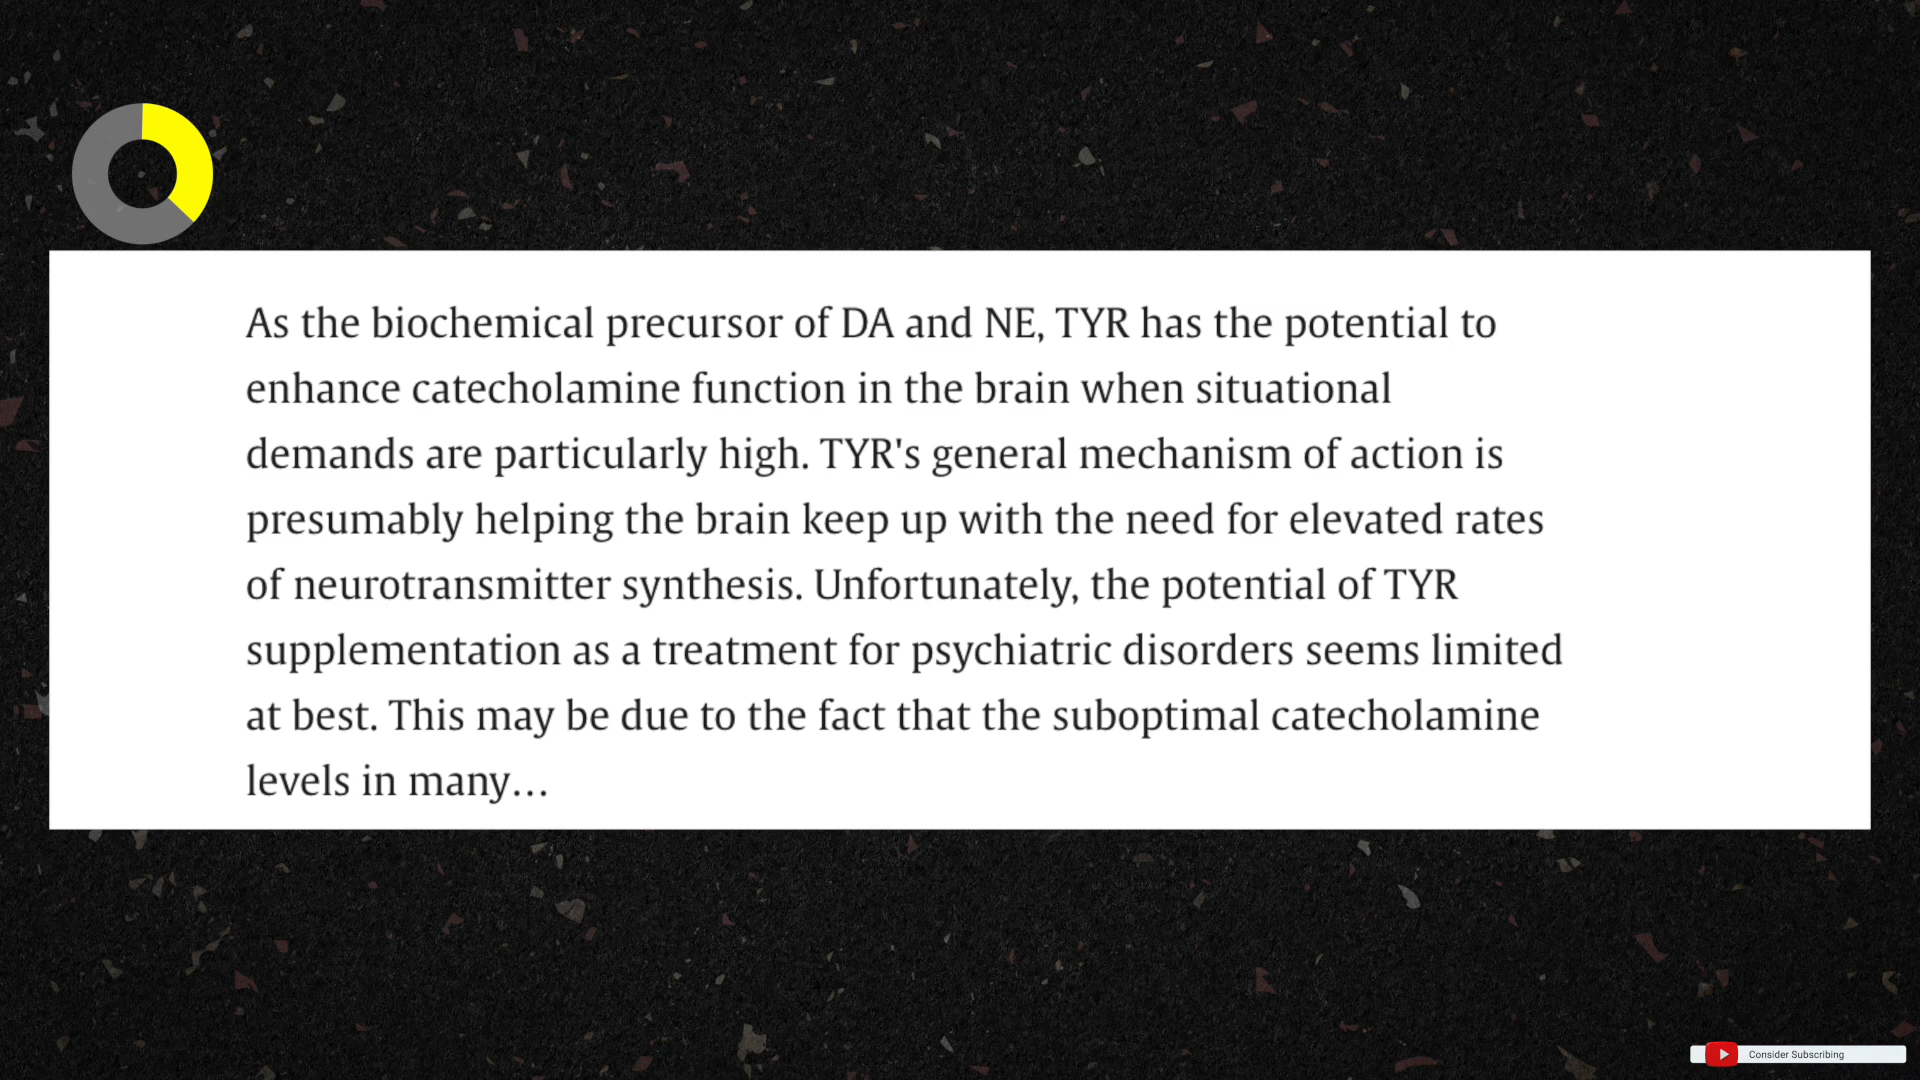 As the biochemical precursor of DA and NE, TYR has the potential to
enhance catecholamine function in the brain when situational
demands are particularly high. TYR's general mechanism of action is
presumably helping the brain keep up with the need for elevated rates
of neurotransmitter synthesis. Unfortunately, the potential of TYR
supplementation as a treatment for psychiatric disorders seems limited
at best. This may be due to the fact that the suboptimal catecholamine
levels in many…
Consider Subscribing